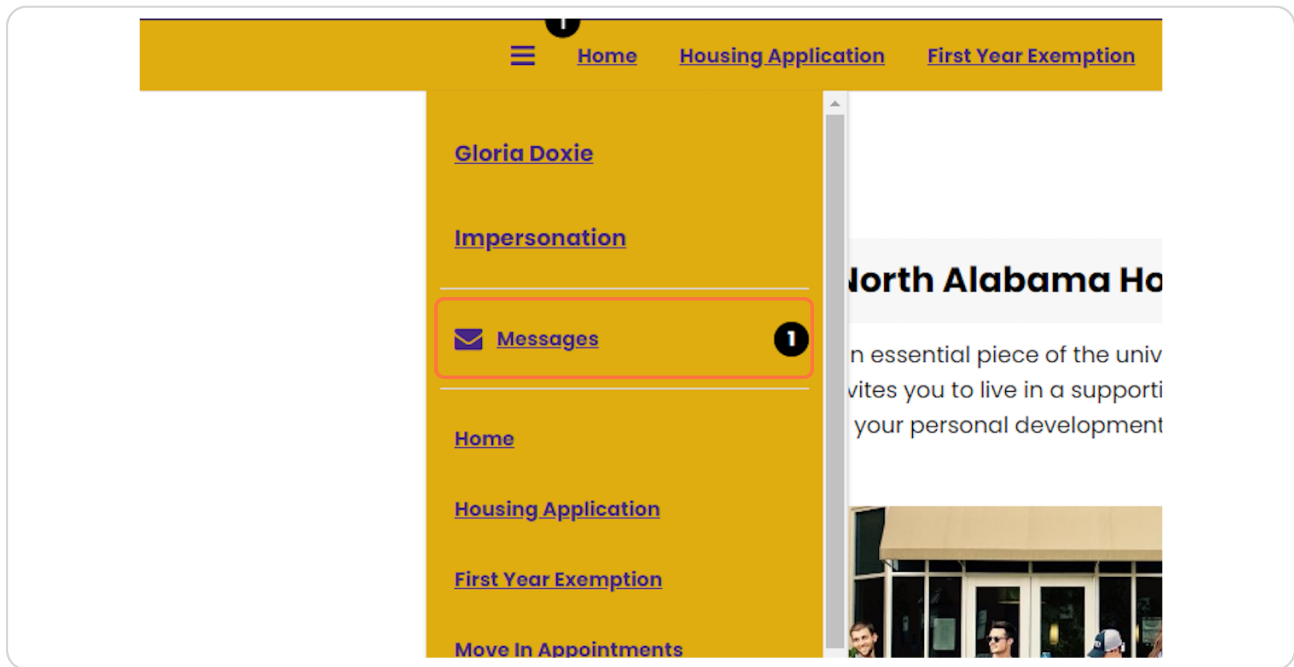 1
Home Housing Application First Year Exemption
Gloria Doxie
Impersonation
North Alabama Ho
Messages 1
n essential piece of the univ
vites you to live in a supporti
your personal development
Home
Housing Application
First Year Exemption
Move In Appointments